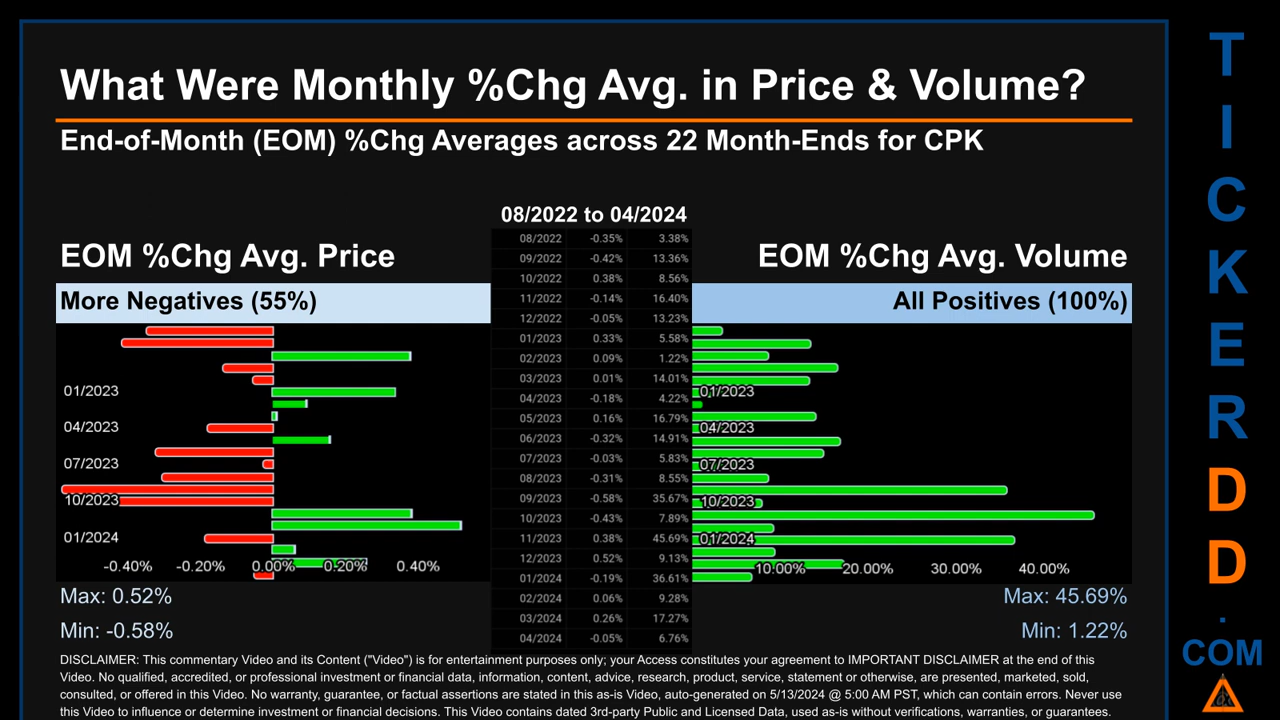 What Were Monthly %Chg Avg. in Price & Volume?
End-of-Month (EOM) %Chg Averages across 22 Month-Ends for CPK
08/2022 to 04/2024
EOM %Chg Avg. Price
EOM %Chg Avg. Volume
More Negatives (55%)
All Positives (100%)
08/2022 -0.35% 3.38%
09/2022 -0.42% 13.36%
10/2022 0.38% 8.56%
11/2022 -0.14% 16.40%
12/2022 -0.05% 13.23%
01/2023 0.33% 5.58%
02/2023 0.09% 1.22%
03/2023 0.01% 14.01%
04/2023 -0.18% 4.22%
05/2023 0.16% 16.79%
06/2023 -0.32% 14.91%
07/2023 -0.03% 5.83%
08/2023 -0.31% 8.55%
09/2023 -0.58% 35.67%
10/2023 -0.43% 7.89%
11/2023 0.38% 45.69%
12/2023 0.52% 9.13%
01/2024 -0.19% 36.61%
02/2024 0.06% 9.28%
03/2024 0.26% 17.27%
04/2024 -0.05% 6.76%
01/2023
04/2023
07/2023
10/2023
01/2024
-0.40% -0.20% 0.00% 0.20% 0.40%
01/2023
04/2023
07/2023
10/2023
01/2024
10.00% 20.00% 30.00% 40.00%
Max: 0.52%
Min: -0.58%
Max: 45.69%
Min: 1.22%
DISCLAIMER: This commentary Video and its Content ("Video") is for entertainment purposes only; your Access constitutes your agreement to IMPORTANT DISCLAIMER at the end of this
Video. No qualified, accredited, or professional investment or financial data, information, content, advice, research, product, service, statement or otherwise, are presented, marketed, sold,
consulted, or offered in this Video. No warranty, guarantee, or factual assertions are stated in this as-is Video, auto-generated on 5/13/2024 @ 5:00 AM PST, which can contain errors. Never use
this Video to influence or determine investment or financial decisions. This Video contains dated 3rd-party Public and Licensed Data, used as-is without verifications, warranties, or guarantees.
T
I
C
K
E
R
D
D
.
COM